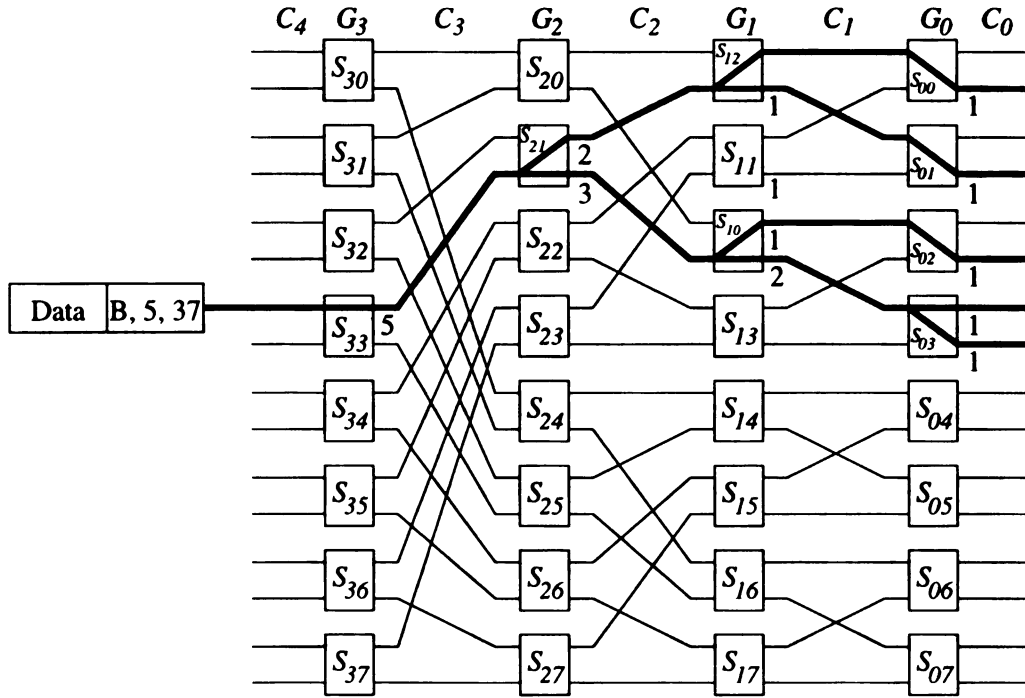 C4 G3 C3 G2 C2 G1 C1 G0 C0
S30 S20 S12 S00
1 1
S31 S21 2 S11 S01
3 1 1
S32 S22 S10 1 S02
2 1
Data B, 5, 37 S33 5 S23 S13 S03 1
1
S34 S24 S14 S04
S35 S25 S15 S05
S36 S26 S16 S06
S37 S27 S17 S07